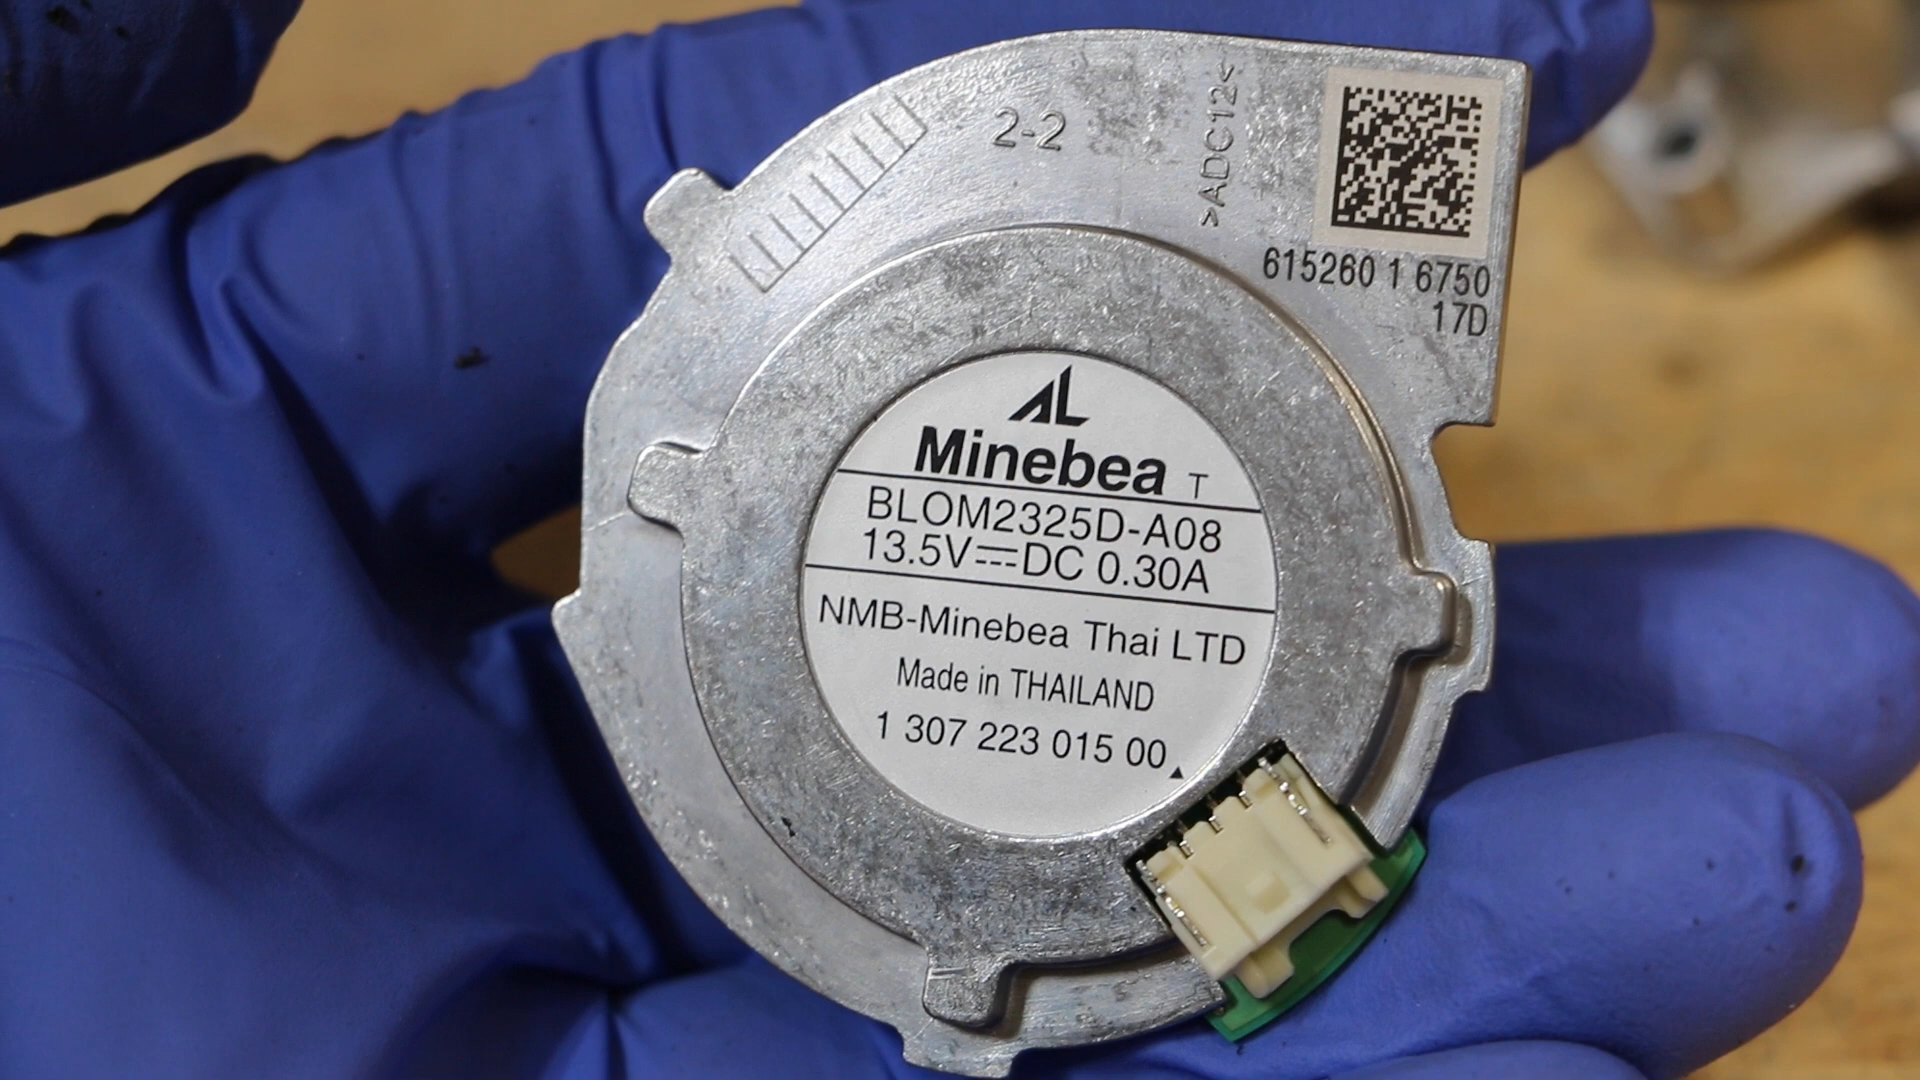 2-2
>ADC12<
615260 1 6750
17D
Minebea T
BLOM2325D-A08
13.5V⎓DC 0.30A
NMB-Minebea Thai LTD
Made in THAILAND
1 307 223 015 00▲